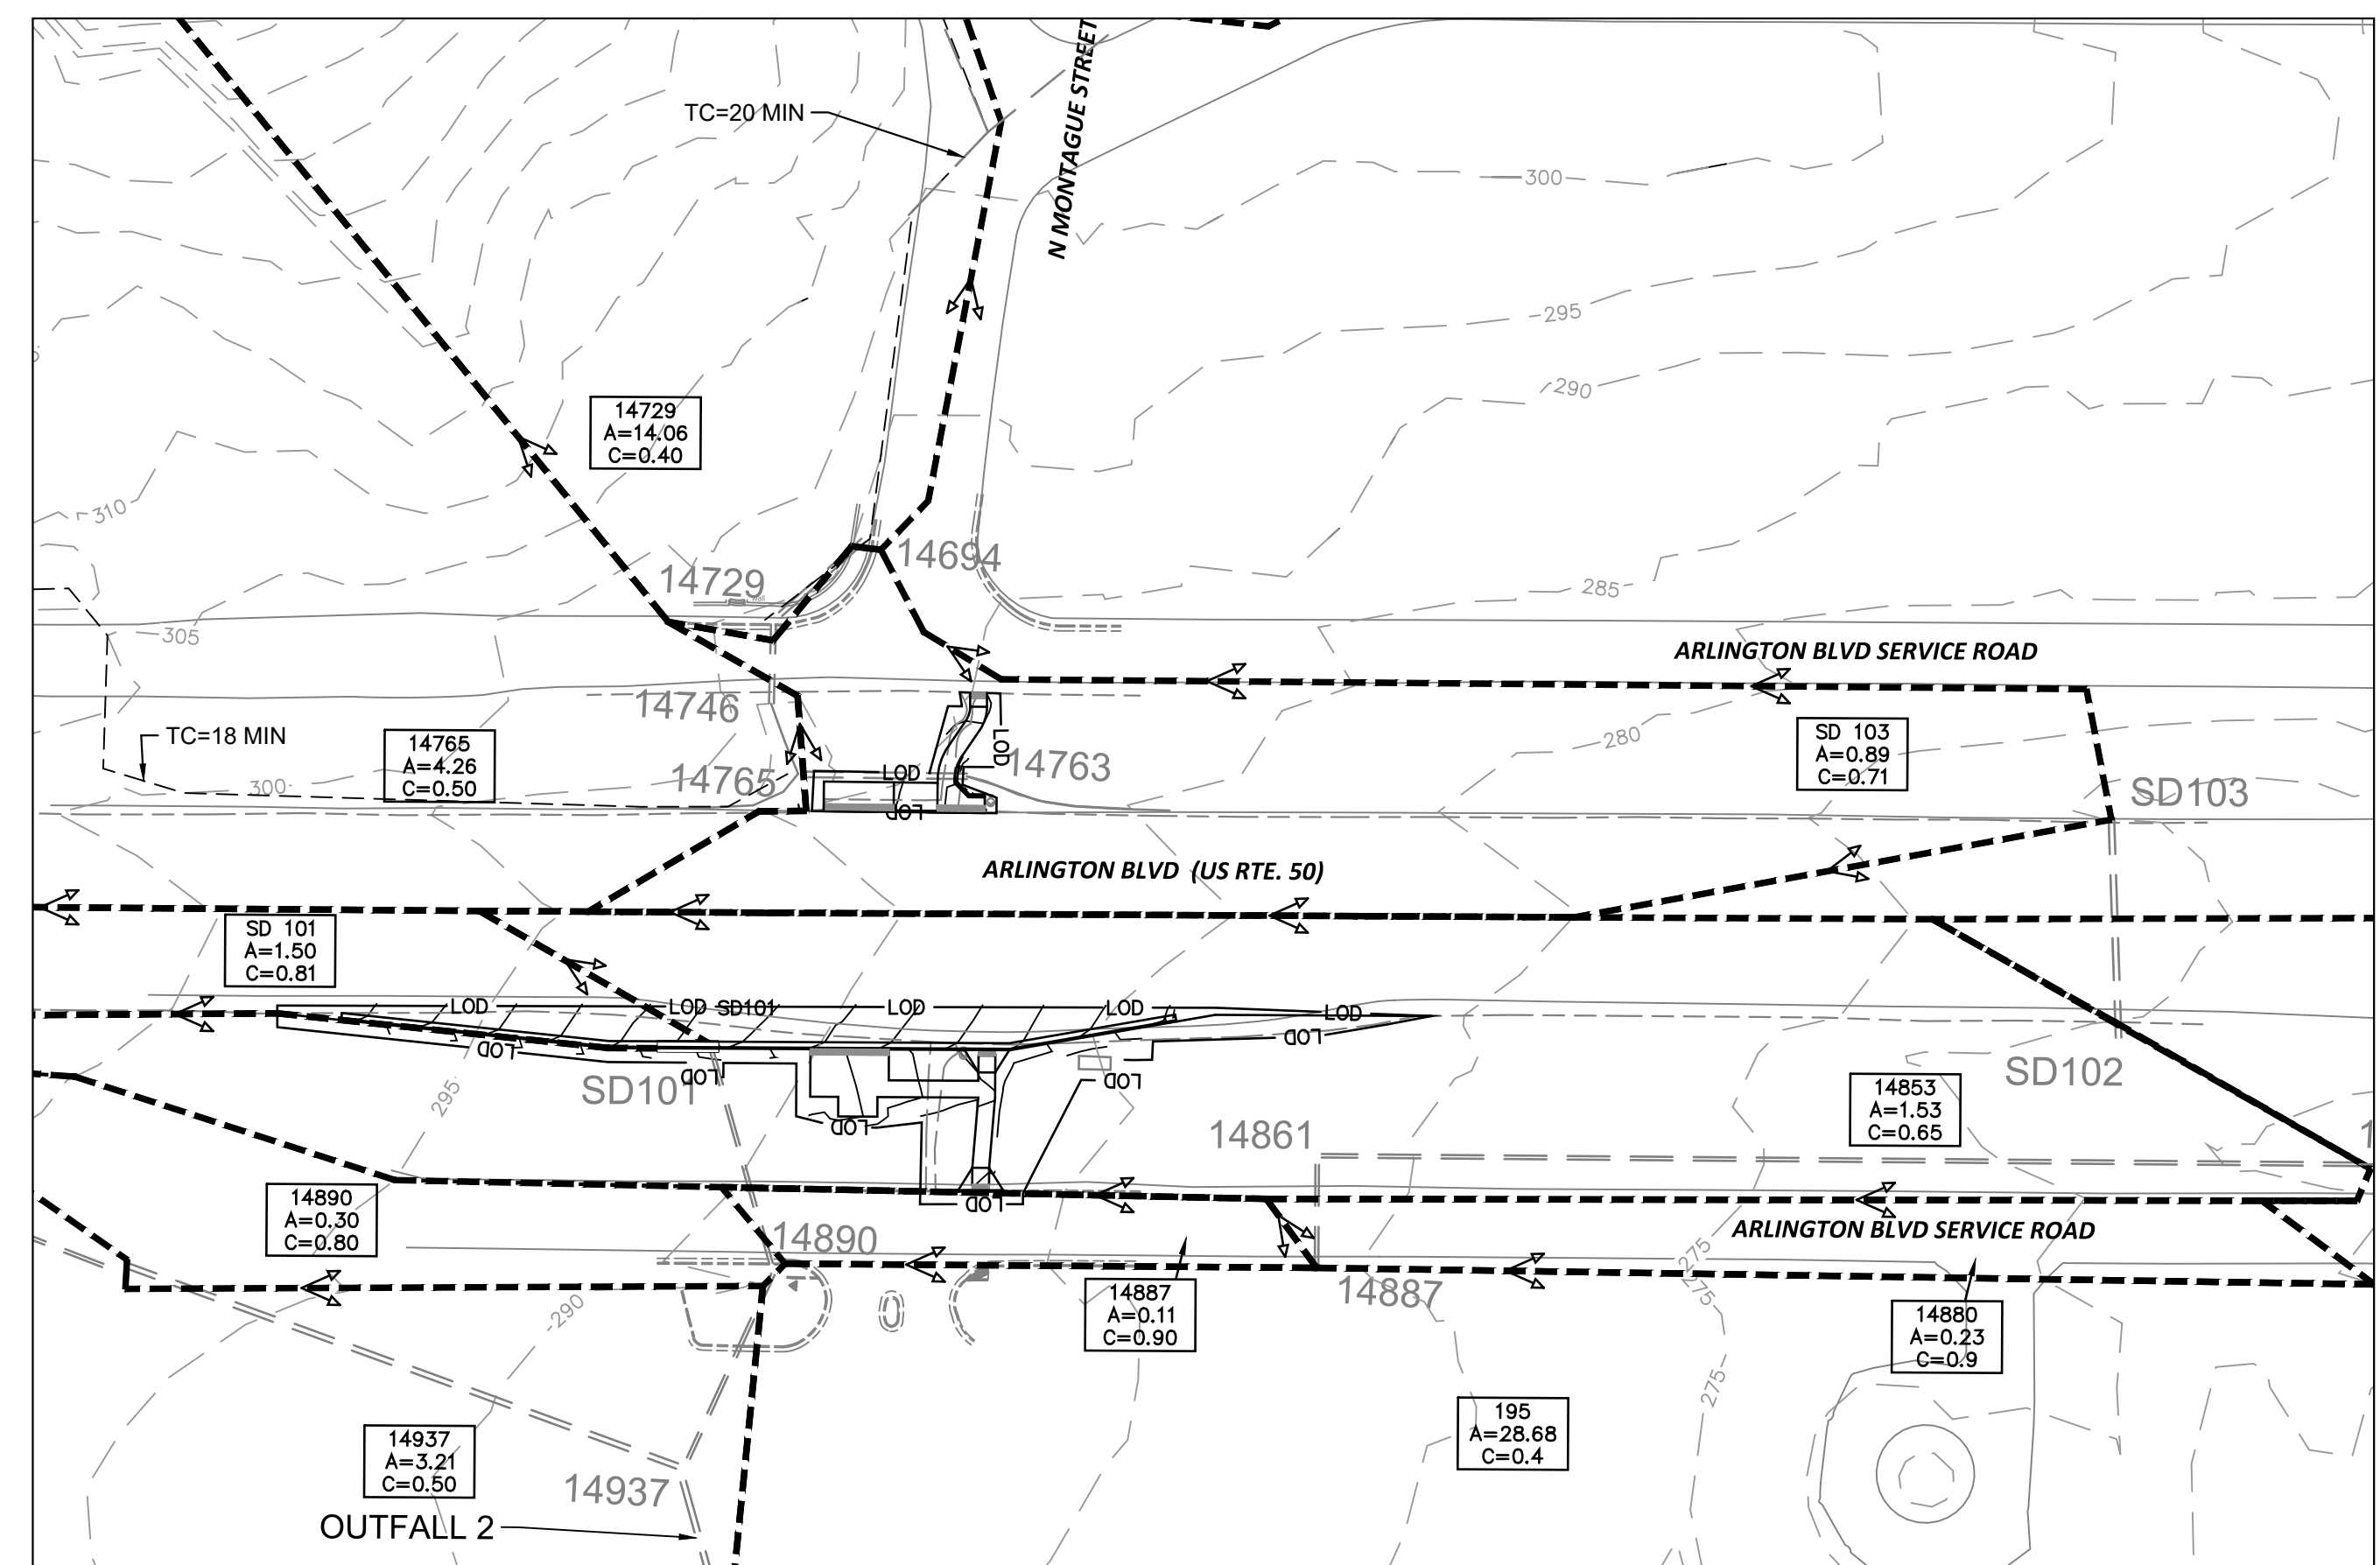 N MONTAGUE STREET
TC=20 MIN
300
295
290
14729
A=14.06
C=0.40
310
14694
14729
285
305
ARLINGTON BLVD SERVICE ROAD
14746
TC=18 MIN
14765
A=4.26
C=0.50
LOD
14763
280
SD 103
A=0.89
C=0.71
14765
LOD
300
SD103
LOD
ARLINGTON BLVD (US RTE. 50)
SD 101
A=1.50
C=0.81
LOD
LOD
SD101
LOD
LOD
LOD
LOD
LOD
SD101
LOD
LOD
295
SD102
14853
A=1.53
C=0.65
LOD
14861
14890
A=0.30
C=0.80
LOD
ARLINGTON BLVD SERVICE ROAD
14890
275
275
14887
14887
A=0.11
C=0.90
290
14880
A=0.23
C=0.9
275
195
A=28.68
C=0.4
14937
A=3.21
C=0.50
14937
OUTFALL 2